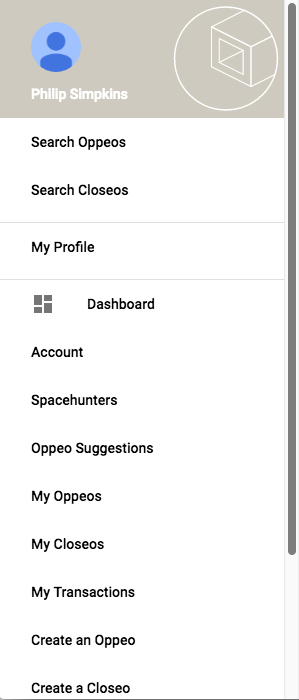 Philip Simpkins
Search Oppeos
Search Closeos
My Profile
Dashboard
Account
Spacehunters
Oppeo Suggestions
My Oppeos
My Closeos
My Transactions
Create an Oppeo
Create a Closeo